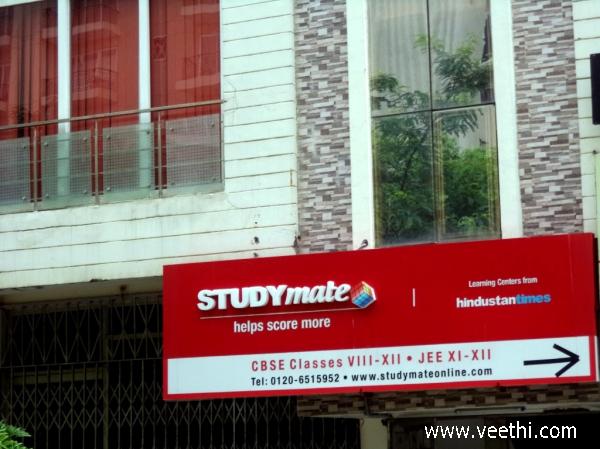 STUDYmate
helps score more
Learning Centers from
hindustantimes
CBSE Classes VIII-XII • JEE XI-XII
Tel: 0120-6515952 • www.studymateonline.com
www.veethi.com